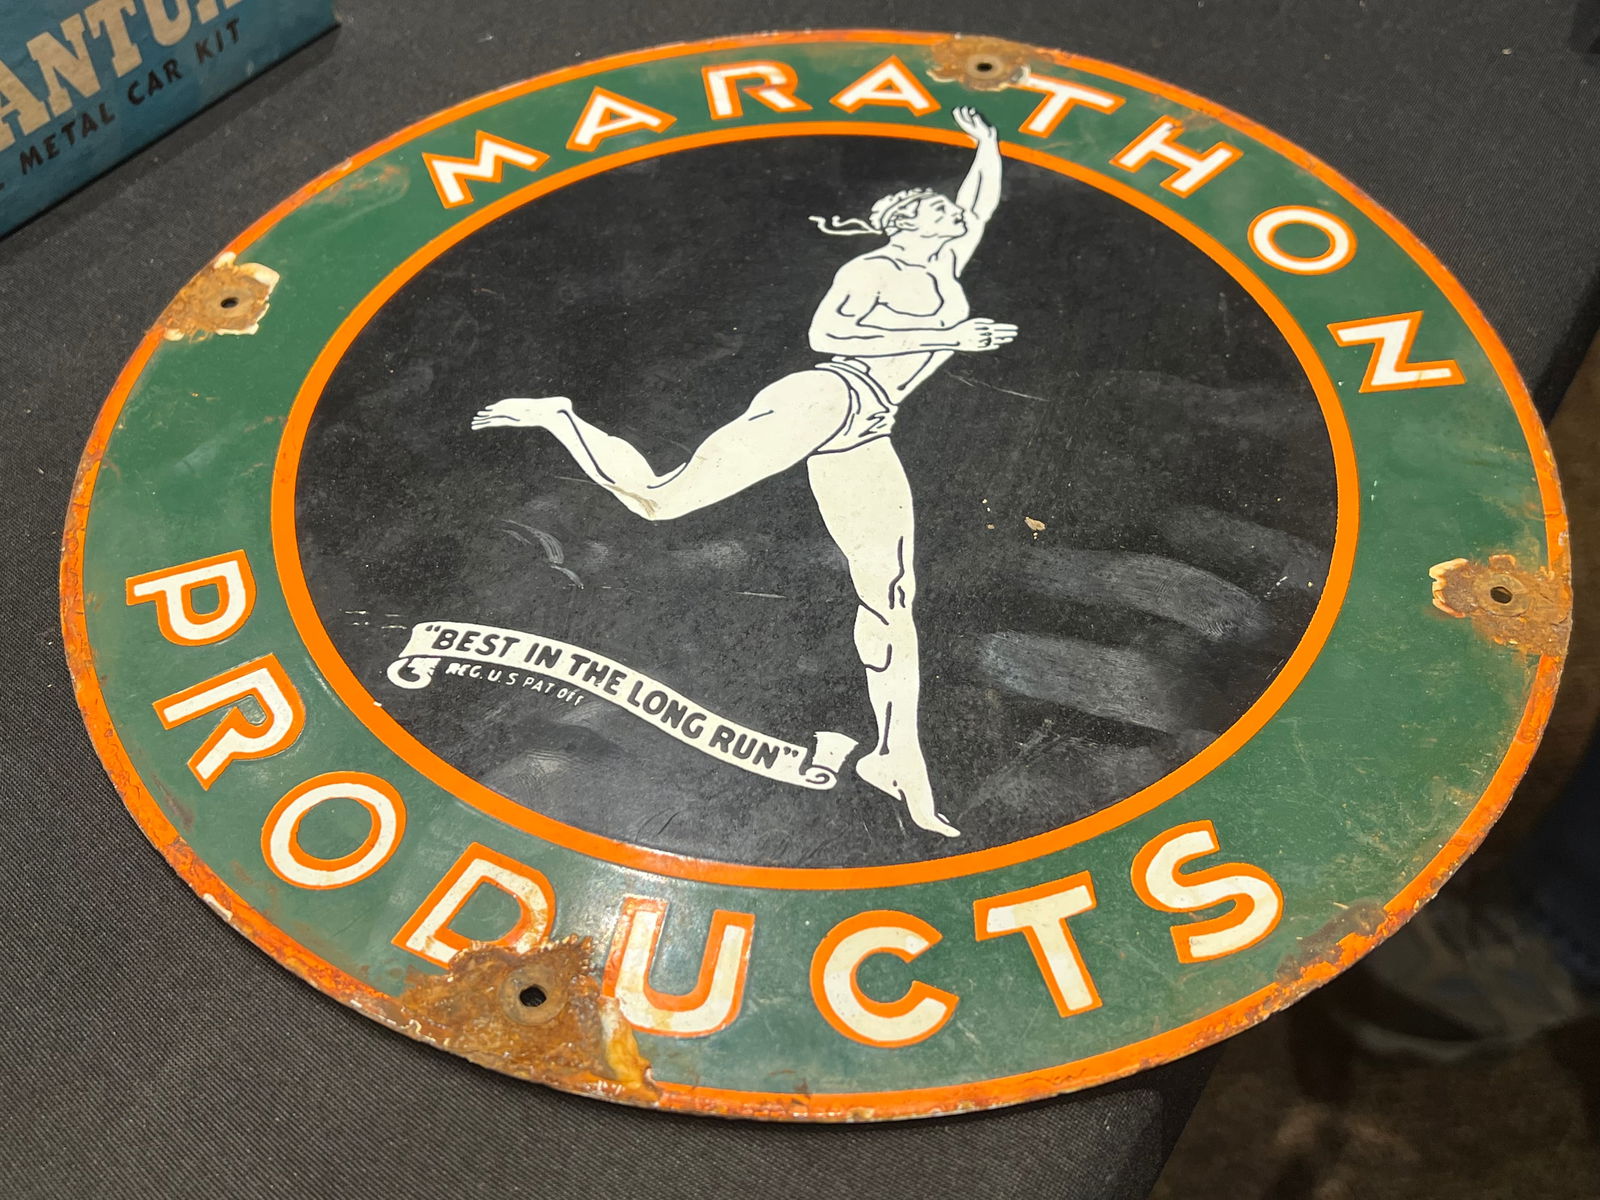 METAL CAR KIT
MARATHON
"BEST IN THE LONG RUN"
REG. U.S PAT OFF
PRODUCTS